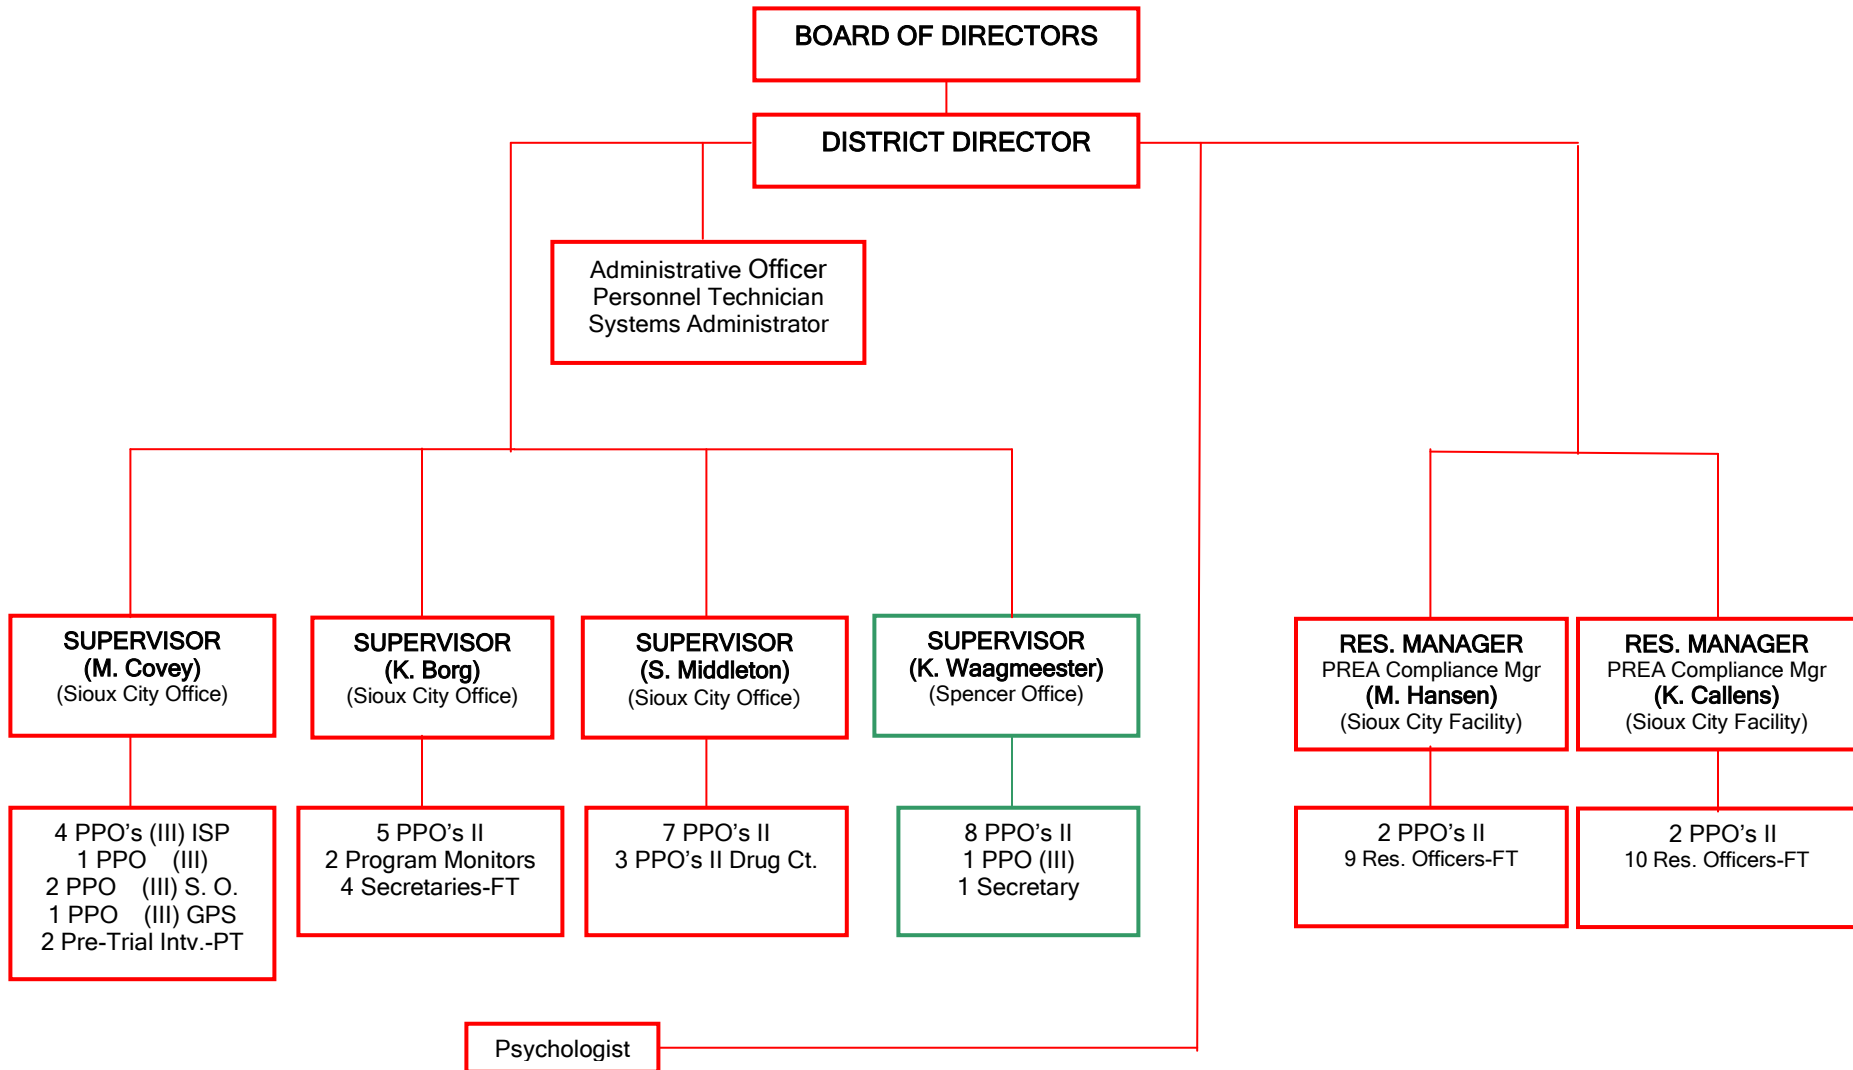 BOARD OF DIRECTORS
DISTRICT DIRECTOR
Administrative Officer
Personnel Technician
Systems Administrator
SUPERVISOR
(M. Covey)
(Sioux City Office)
SUPERVISOR
(K. Borg)
(Sioux City Office)
SUPERVISOR
(S. Middleton)
(Sioux City Office)
SUPERVISOR
(K. Waagmeester)
(Spencer Office)
RES. MANAGER
PREA Compliance Mgr
(M. Hansen)
(Sioux City Facility)
RES. MANAGER
PREA Compliance Mgr
(K. Callens)
(Sioux City Facility)
4 PPO's (III) ISP
1 PPO (III)
2 PPO (III) S. O.
1 PPO (III) GPS
2 Pre-Trial Intv.-PT
5 PPO's II
2 Program Monitors
4 Secretaries-FT
7 PPO's II
3 PPO's II Drug Ct.
8 PPO's II
1 PPO (III)
1 Secretary
2 PPO's II
9 Res. Officers-FT
2 PPO's II
10 Res. Officers-FT
Psychologist